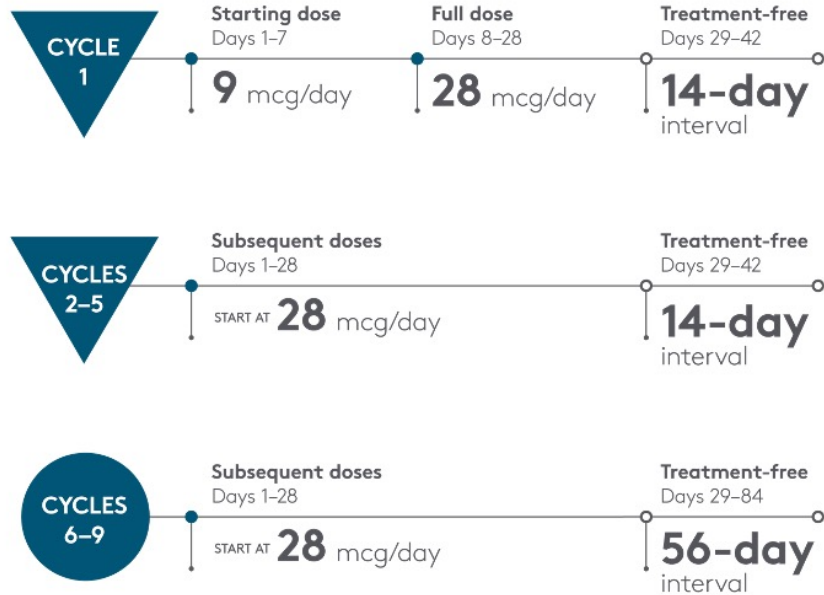 CYCLE
1
Starting dose
Days 1–7
9 mcg/day
Full dose
Days 8–28
28 mcg/day
Treatment-free
Days 29–42
14-day
interval
CYCLES
2–5
Subsequent doses
Days 1–28
START AT 28 mcg/day
Treatment-free
Days 29–42
14-day
interval
CYCLES
6–9
Subsequent doses
Days 1–28
START AT 28 mcg/day
Treatment-free
Days 29–84
56-day
interval